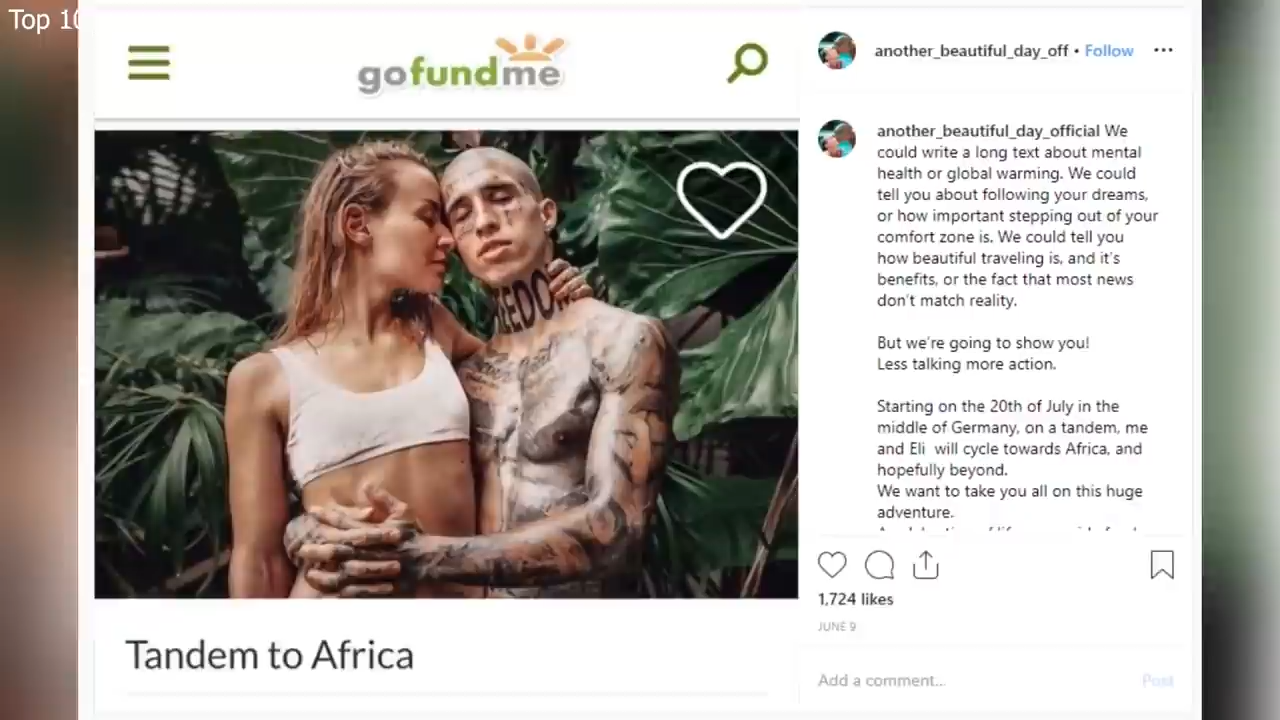 Top 10
gofundme
another_beautiful_day_off • Follow
another_beautiful_day_official We
could write a long text about mental
health or global warming. We could
tell you about following your dreams,
or how important stepping out of your
comfort zone is. We could tell you
how beautiful traveling is, and it's
benefits, or the fact that most news
don't match reality.
But we're going to show you!
Less talking more action.
Starting on the 20th of July in the
middle of Germany, on a tandem, me
and Eli will cycle towards Africa, and
hopefully beyond.
We want to take you all on this huge
adventure.
1,724 likes
JUNE 9
Add a comment...
Post
EEDO
Tandem to Africa